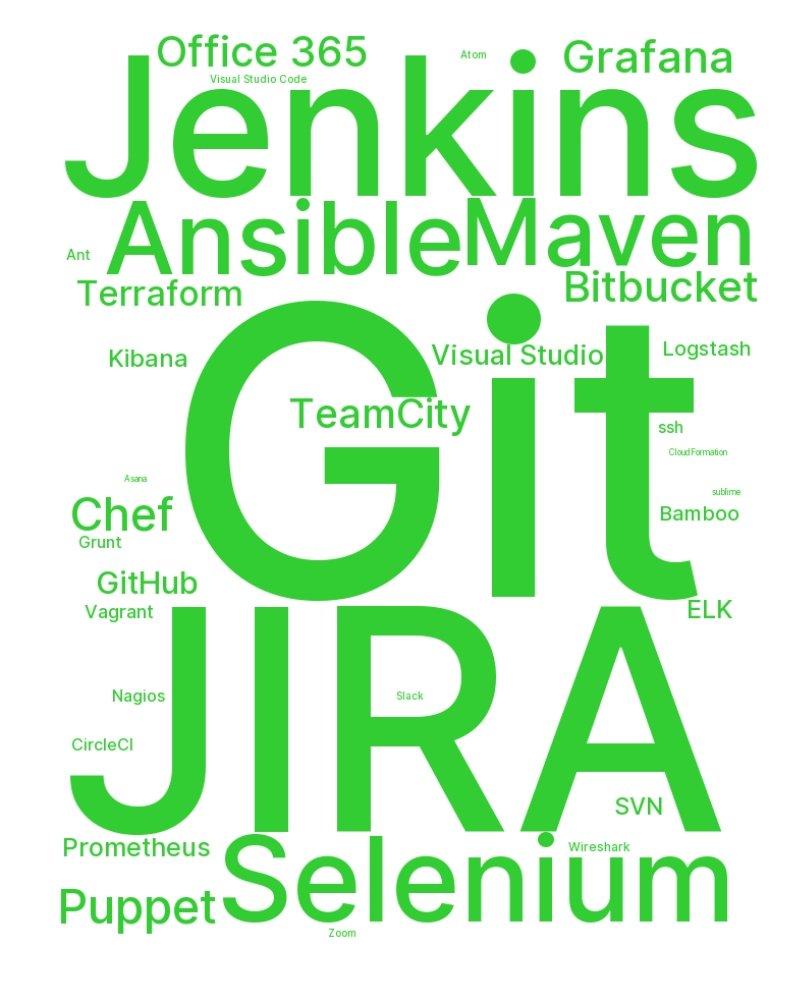 Office 365
Atom
Grafana
Visual Studio Code
Jenkins
Ansible
Maven
Ant
Terraform
Bitbucket
Git
Visual Studio
Logstash
Kibana
TeamCity
ssh
Cloud Formation
Asana
sublime
Chef
Bamboo
Grunt
GitHub
Vagrant
ELK
JIRA
Nagios
Slack
CircleCI
SVN
Prometheus
Selenium
Wireshark
Puppet
Zoom